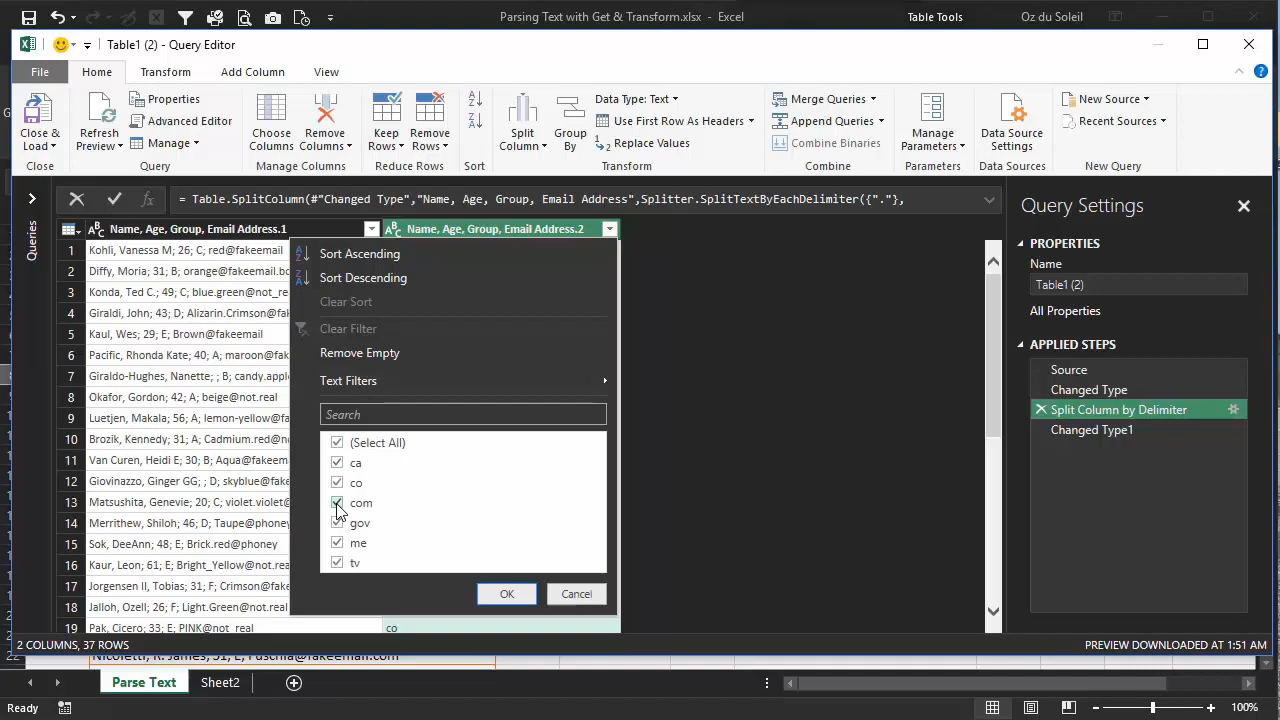 Parsing Text with Get & Transform.xlsx - Excel
Table Tools
Oz du Soleil
Table1 (2) - Query Editor
File
Home
Transform
Add Column
View
Close & Load
Refresh Preview
Properties
Advanced Editor
Manage
Choose Columns
Remove Columns
Keep Rows
Remove Rows
Split Column
Group By
Data Type: Text
Use First Row As Headers
Replace Values
Merge Queries
Append Queries
Combine Binaries
Manage Parameters
Data Source Settings
New Source
Recent Sources
Close
Query
Manage Columns
Reduce Rows
Sort
Transform
Combine
Parameters
Data Sources
New Query
= Table.SplitColumn(#"Changed Type","Name, Age, Group, Email Address",Splitter.SplitTextByEachDelimiter({"."},
Queries
Name, Age, Group, Email Address.1
Name, Age, Group, Email Address.2
1 Kohli, Vanessa M; 26; C; red@fakeemail
2 Diffy, Moria; 31; B; orange@fakeemail.bo
3 Konda, Ted C.; 49; C; blue.green@not_re
4 Giraldi, John; 43; D; Alizarin.Crimson@fa
5 Kaul, Wes; 29; E; Brown@fakeemail
6 Pacific, Rhonda Kate; 40; A; maroon@fak
7 Giraldo-Hughes, Nanette; ; B; candy.appl
8 Okafor, Gordon; 42; A; beige@not.real
9 Luetjen, Makala; 56; A; lemon-yellow@fa
10 Brozik, Kennedy; 31; A; Cadmium.red@no
11 Van Curen, Heidi E; 30; B; Aqua@fakeem
12 Giovinazzo, Ginger GG; ; D; skyblue@fake
13 Matsushita, Genevie; 20; C; violet.violet@
14 Merrithew, Shiloh; 46; D; Taupe@phoney
15 Sok, DeeAnn; 48; E; Brick.red@phoney
16 Kaur, Leon; 61; E; Bright_Yellow@not.real
17 Jorgensen II, Tobias; 31; F; Crimson@fake
18 Jalloh, Ozell; 26; F; Light.Green@not.real
19 Pak, Cicero; 33; E; PINK@not_real
co
Sort Ascending
Sort Descending
Clear Sort
Clear Filter
Remove Empty
Text Filters
Search
(Select All)
ca
co
com
gov
me
tv
OK
Cancel
Query Settings
PROPERTIES
Name
Table1 (2)
All Properties
APPLIED STEPS
Source
Changed Type
Split Column by Delimiter
Changed Type1
2 COLUMNS, 37 ROWS
PREVIEW DOWNLOADED AT 1:51 AM
22
Parse Text
Sheet2
Ready
100%